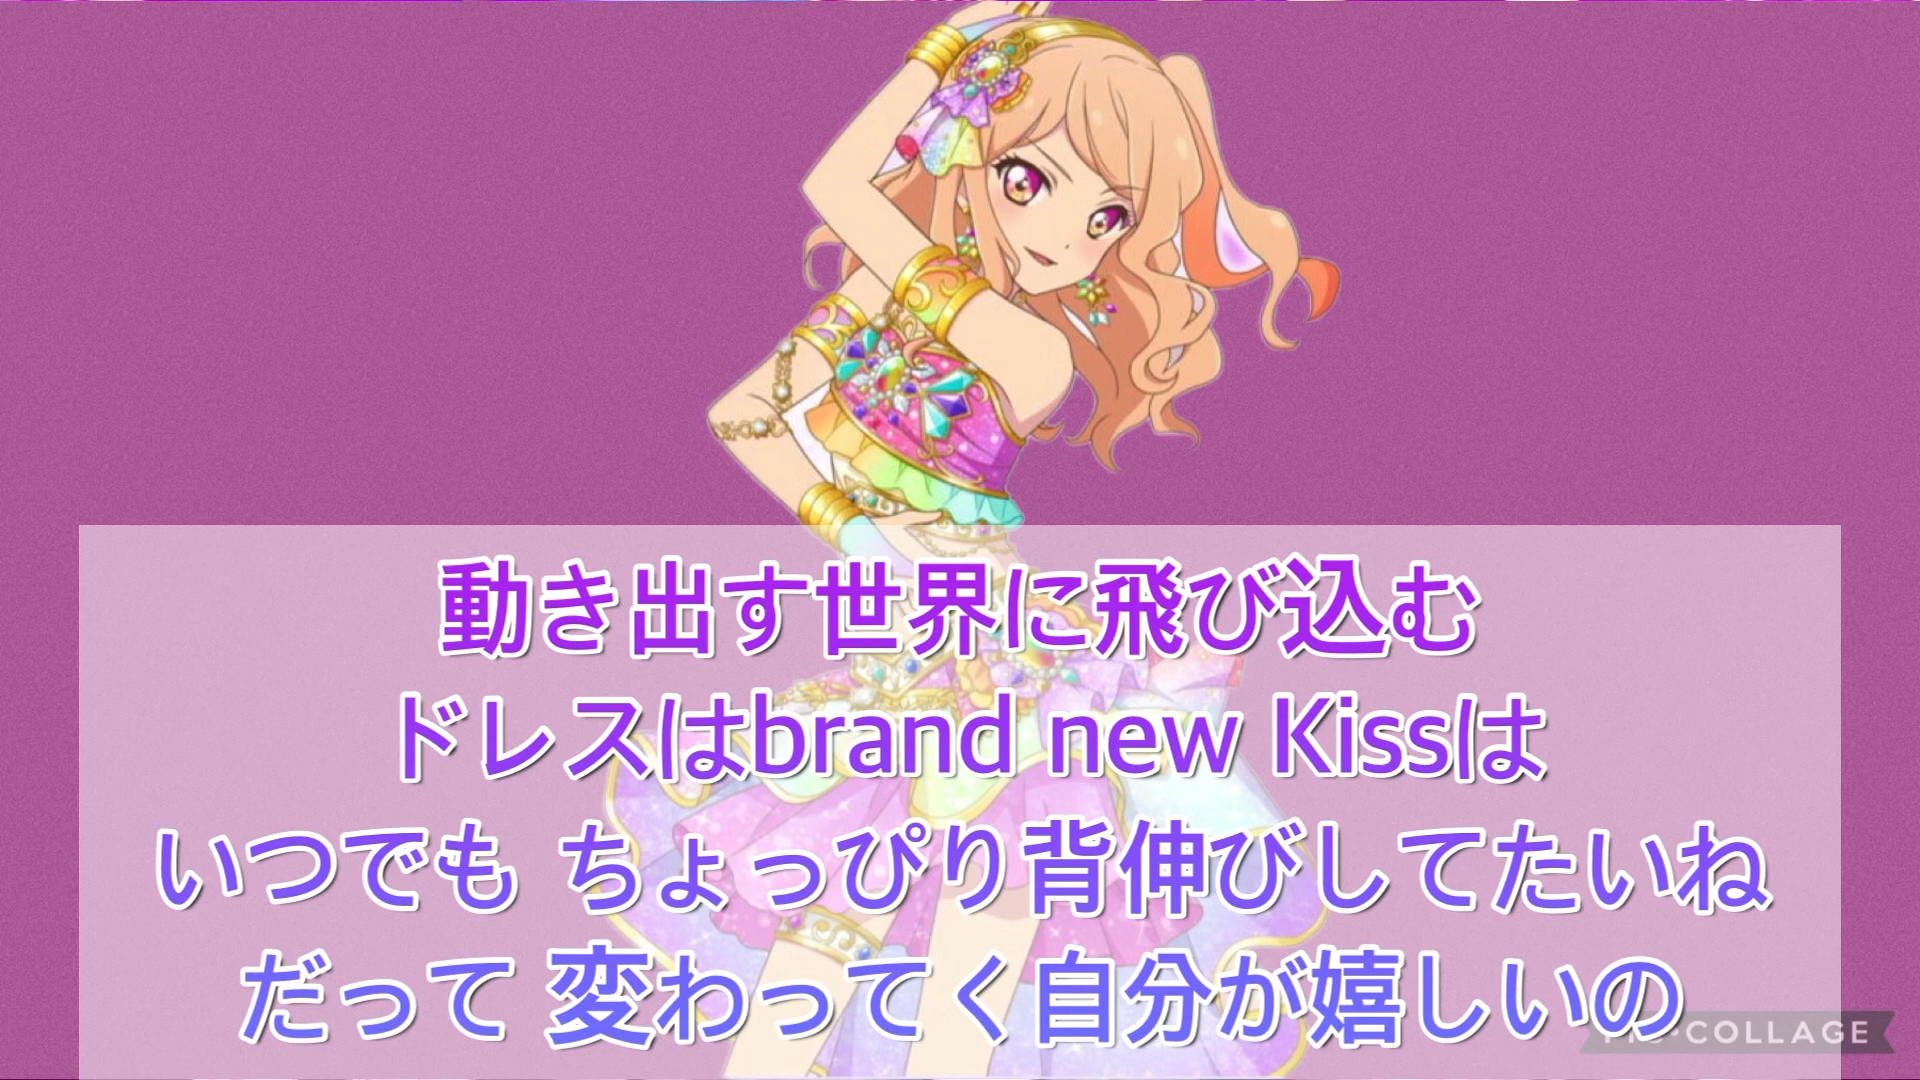 動き出す世界に飛び込む
ドレスはbrand new Kissは
いつでも ちょっぴり背伸びしてたいね
だって 変わってく自分が嬉しいの
PIC•COLLAGE